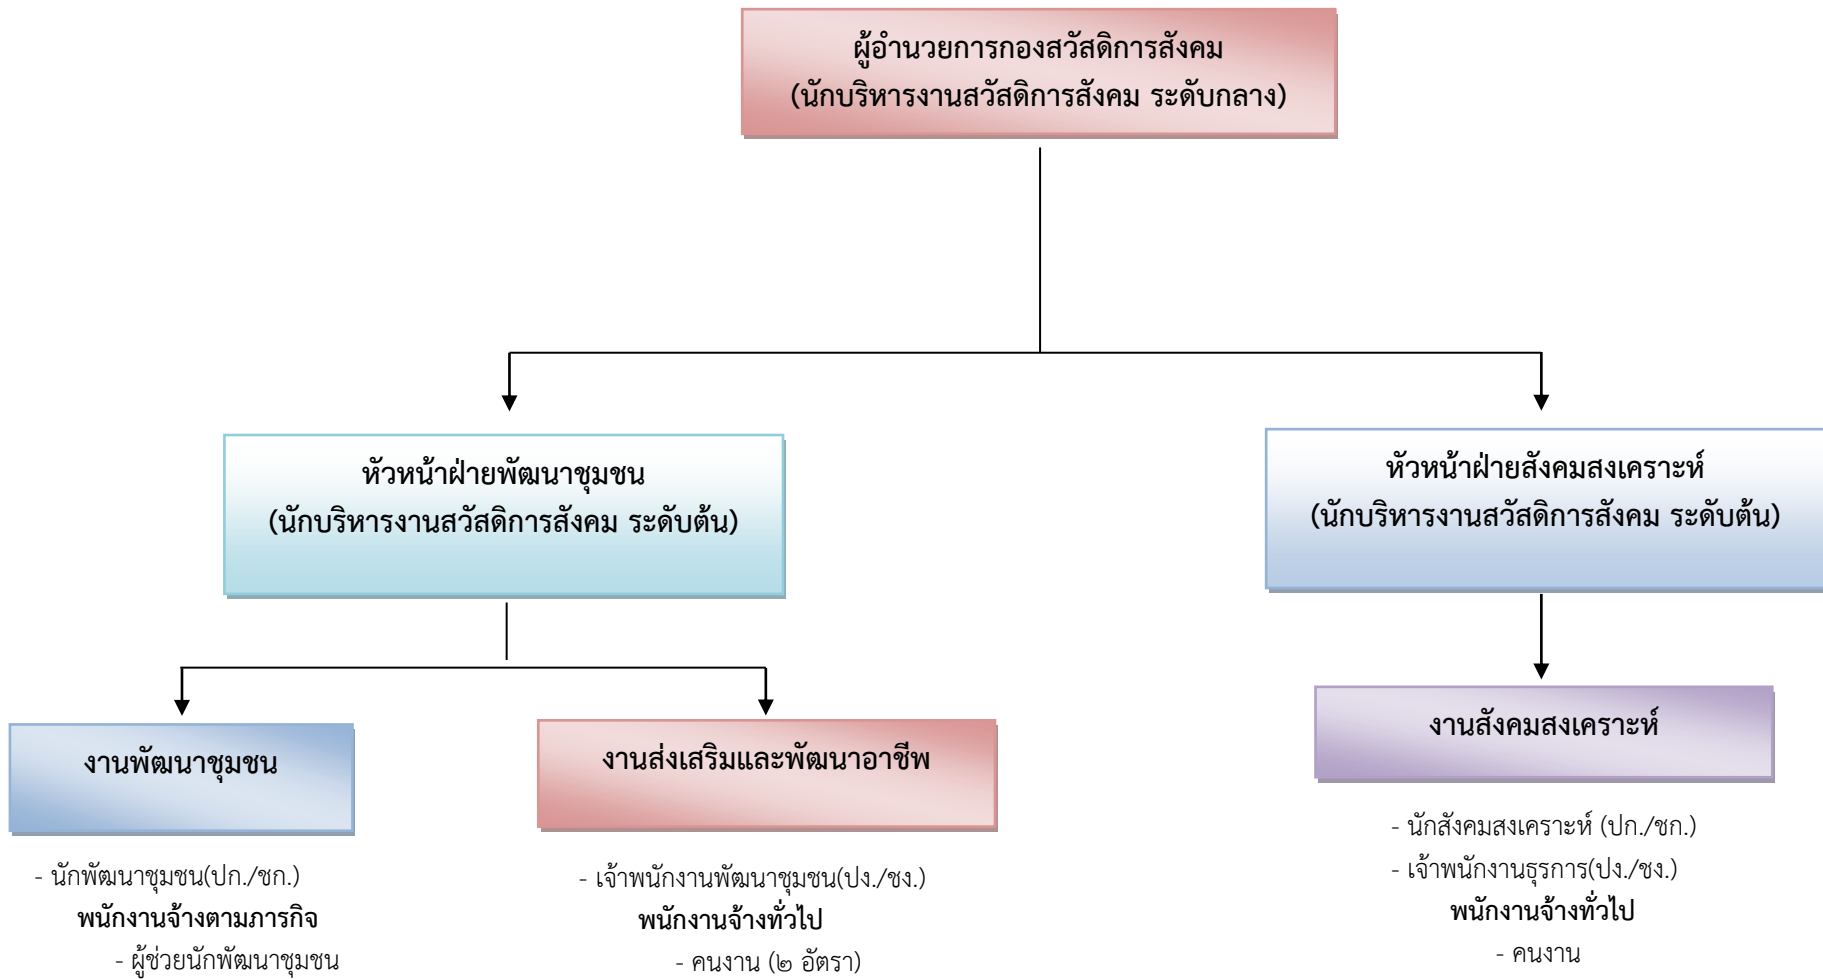 ผู้อำนวยการกองสวัสดิการสังคม
(นักบริหารงานสวัสดิการสังคม ระดับกลาง)
หัวหน้าฝ่ายพัฒนาชุมชน
(นักบริหารงานสวัสดิการสังคม ระดับต้น)
หัวหน้าฝ่ายสังคมสงเคราะห์
(นักบริหารงานสวัสดิการสังคม ระดับต้น)
งานพัฒนาชุมชน
- นักพัฒนาชุมชน(ปก./ชก.)
พนักงานจ้างตามภารกิจ
- ผู้ช่วยนักพัฒนาชุมชน
งานส่งเสริมและพัฒนาอาชีพ
- เจ้าพนักงานพัฒนาชุมชน(ปง./ชง.)
พนักงานจ้างทั่วไป
- คนงาน (๒ อัตรา)
งานสังคมสงเคราะห์
- นักสังคมสงเคราะห์ (ปก./ชก.)
- เจ้าพนักงานธุรการ(ปง./ชง.)
พนักงานจ้างทั่วไป
- คนงาน